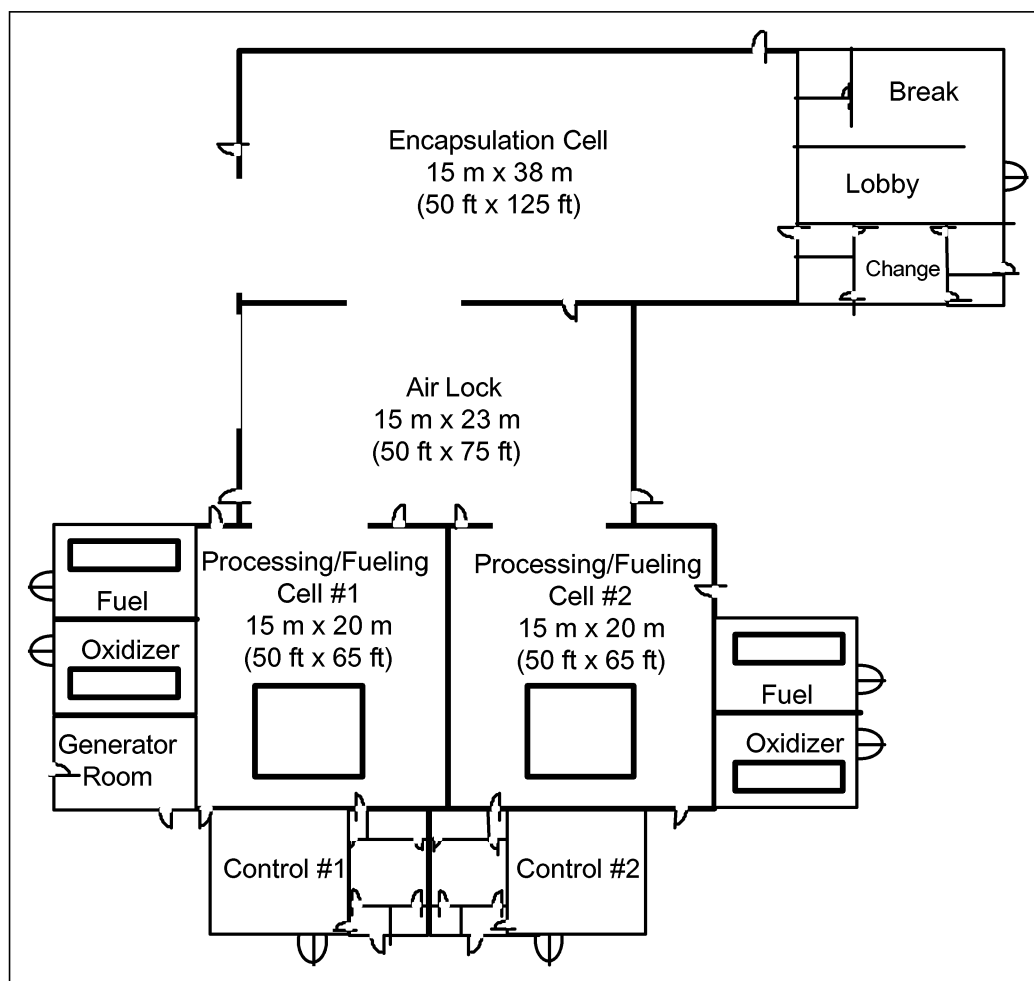 Break
Encapsulation Cell
15 m x 38 m
(50 ft x 125 ft)
Lobby
Change
Air Lock
15 m x 23 m
(50 ft x 75 ft)
Processing/Fueling
Cell #1
15 m x 20 m
(50 ft x 65 ft)
Processing/Fueling
Cell #2
15 m x 20 m
(50 ft x 65 ft)
Fuel
Oxidizer
Generator
Room
Fuel
Oxidizer
Control #1
Control #2